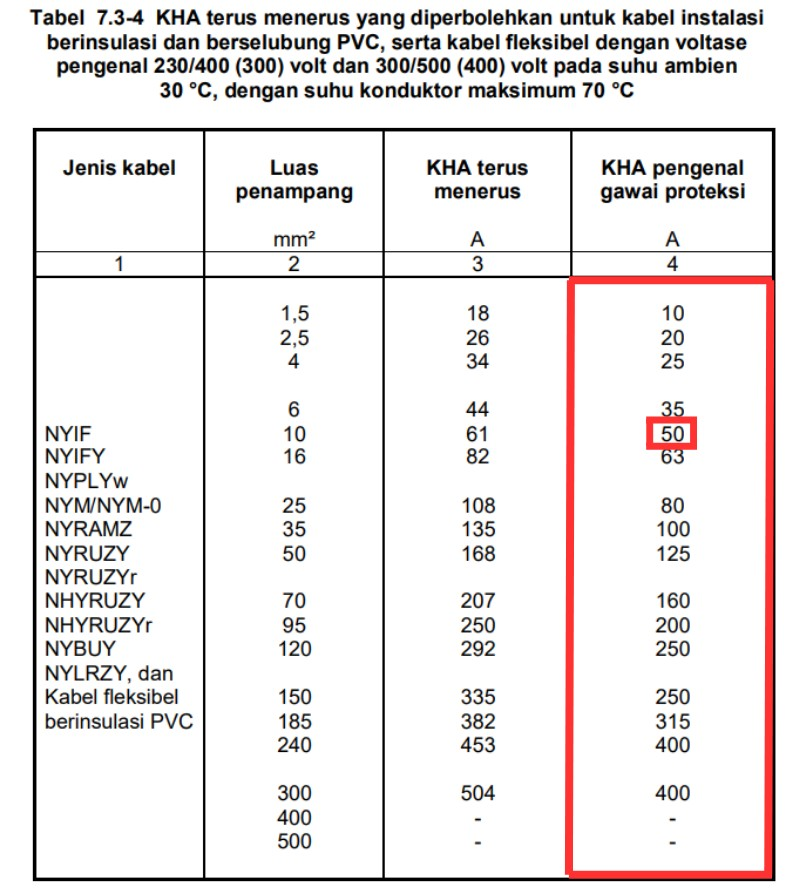 Tabel 7.3-4 KHA terus menerus yang diperbolehkan untuk kabel instalasi
berinsulasi dan berselubung PVC, serta kabel fleksibel dengan voltase
pengenal 230/400 (300) volt dan 300/500 (400) volt pada suhu ambien
30 °C, dengan suhu konduktor maksimum 70 °C
Jenis kabel Luas KHA terus KHA pengenal
penampang menerus gawai proteksi
mm² A A
1 2 3 4
1,5 18 10
2,5 26 20
4 34 25
6 44 35
NYIF 10 61 50
NYIFY 16 82 63
NYPLYw
NYM/NYM-0 25 108 80
NYRAMZ 35 135 100
NYRUZY 50 168 125
NYRUZYr
NHYRUZY 70 207 160
NHYRUZYr 95 250 200
NYBUY 120 292 250
NYLRZY, dan
Kabel fleksibel 150 335 250
berinsulasi PVC 185 382 315
240 453 400
300 504 400
400 - -
500 - -